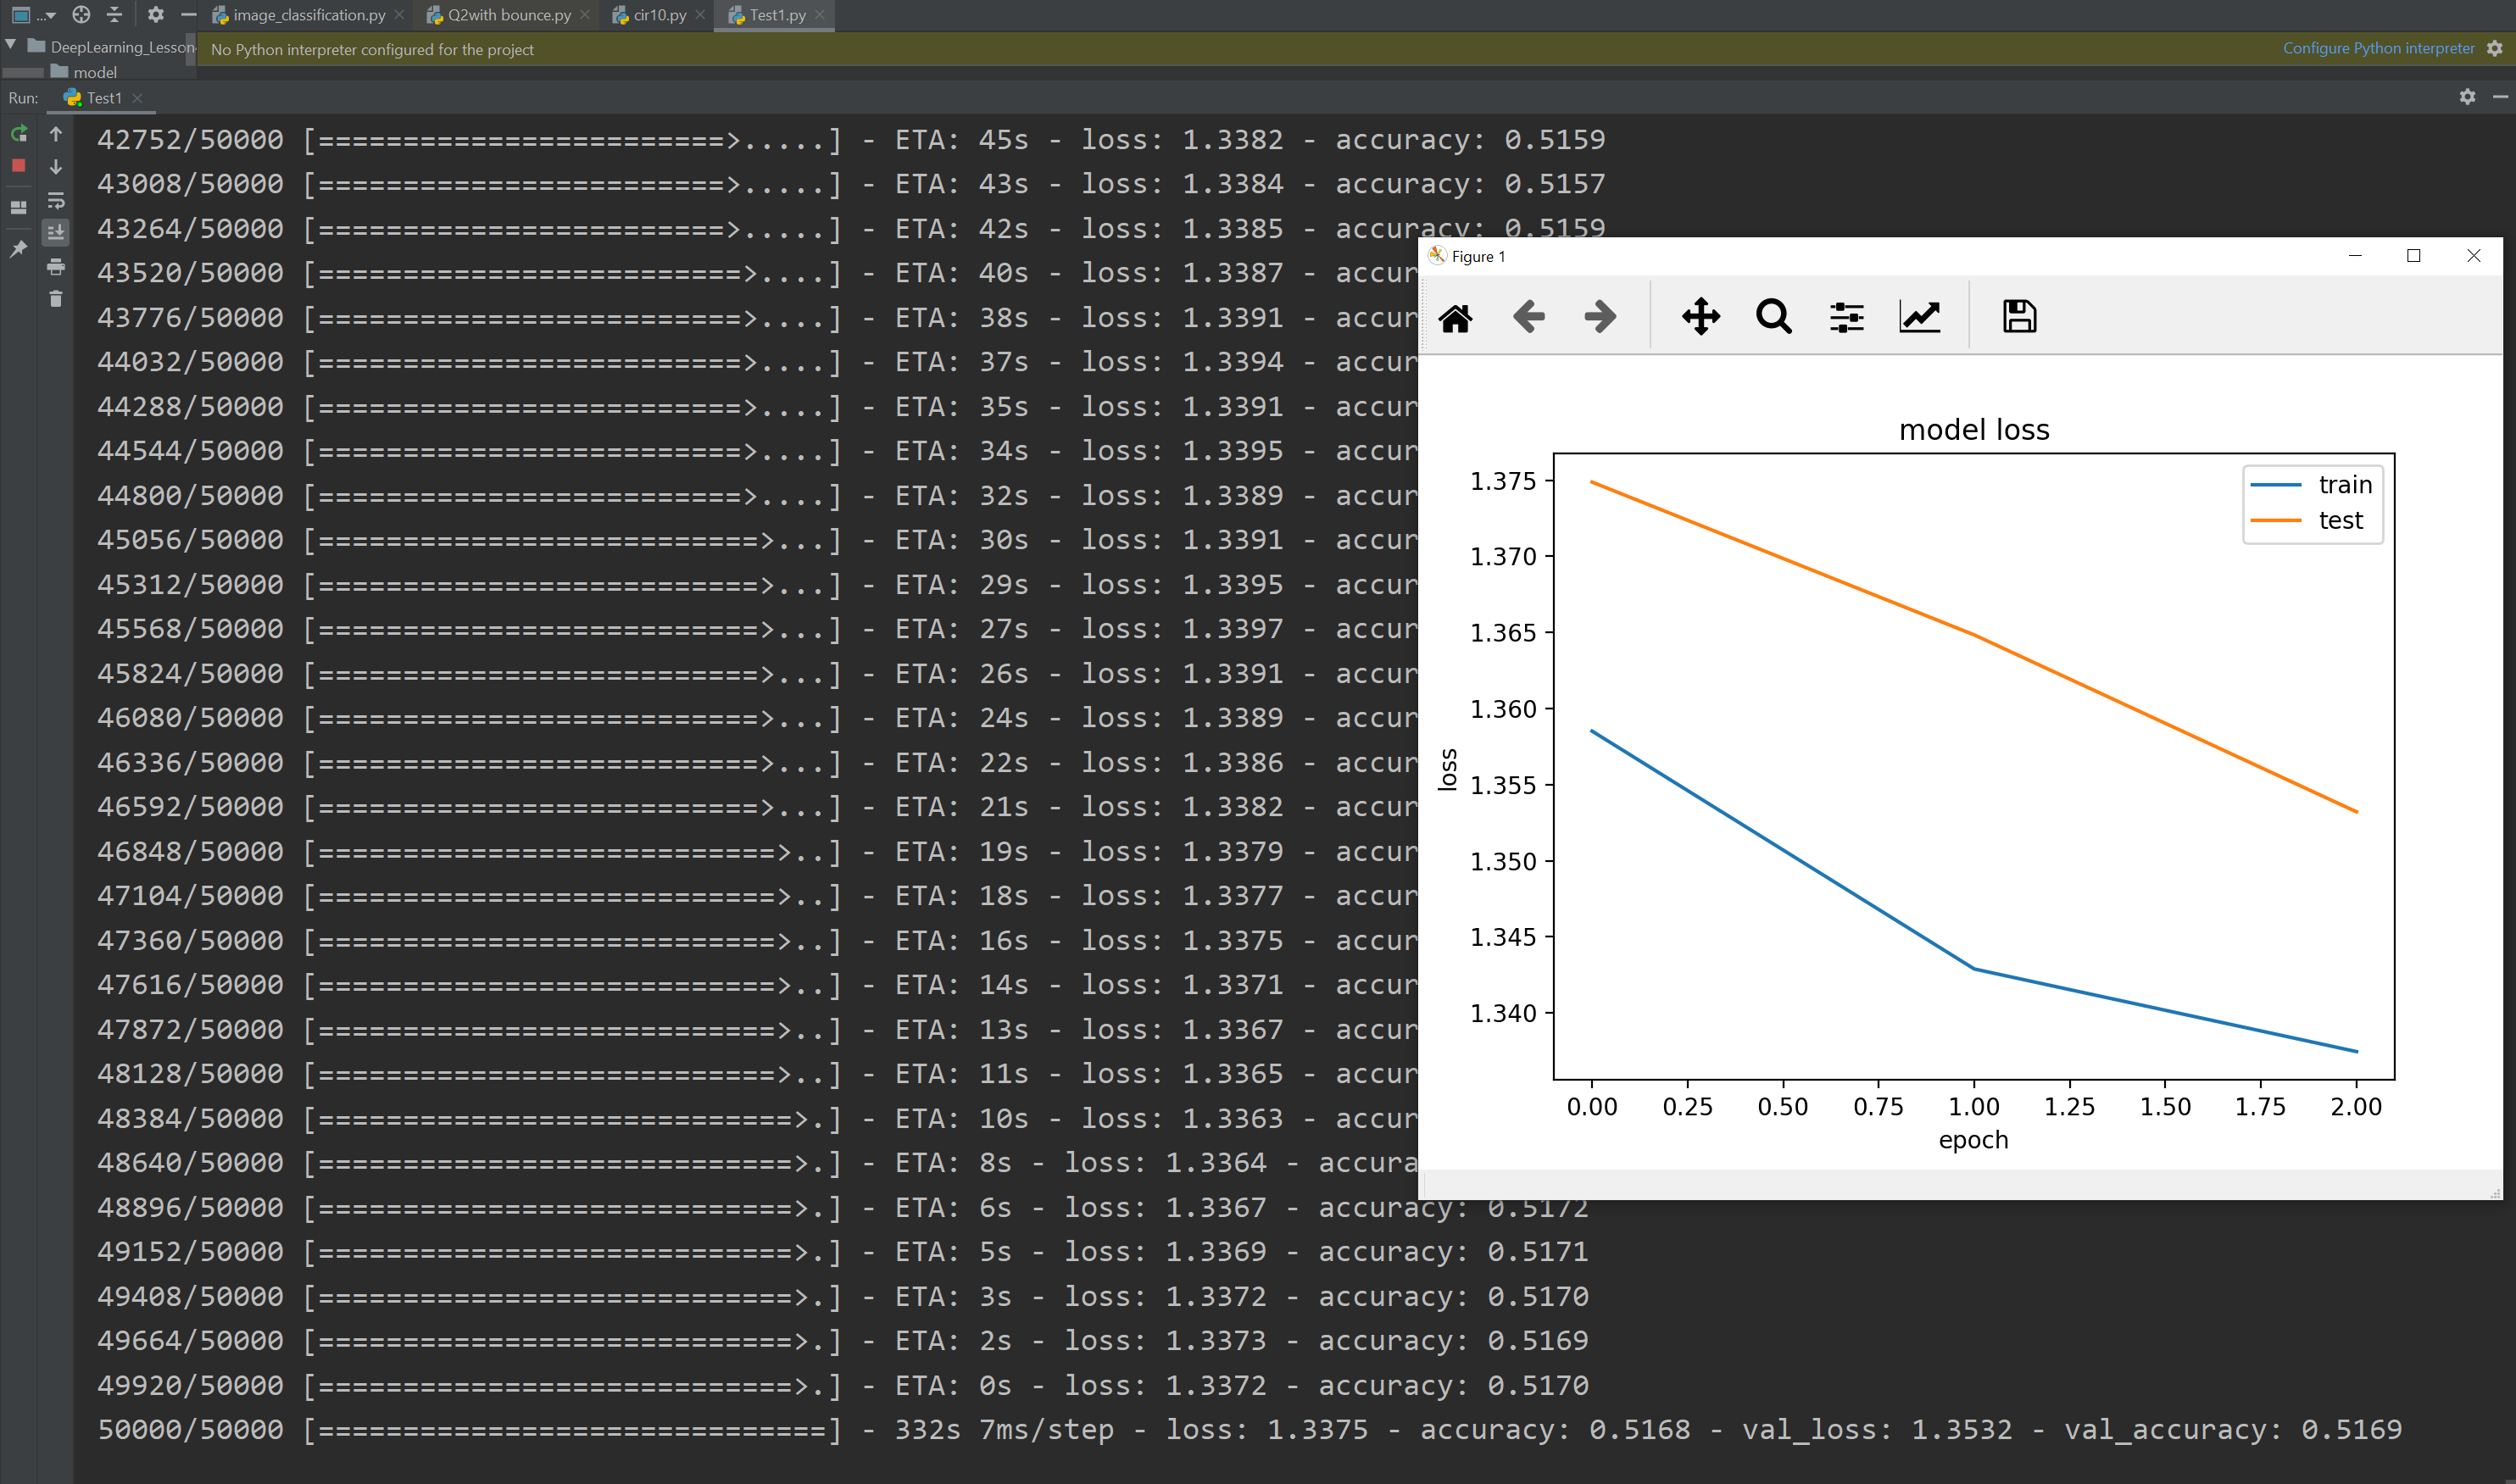 ... image_classification.py Q2with bounce.py cir10.py Test1.py
DeepLearning_Lesson
No Python interpreter configured for the project Configure Python interpreter
model
Run: Test1
42752/50000 [========================>.....] - ETA: 45s - loss: 1.3382 - accuracy: 0.5159
43008/50000 [========================>.....] - ETA: 43s - loss: 1.3384 - accuracy: 0.5157
43264/50000 [========================>.....] - ETA: 42s - loss: 1.3385 - accuracy: 0.5159
43520/50000 [=========================>....] - ETA: 40s - loss: 1.3387 - accur
43776/50000 [=========================>....] - ETA: 38s - loss: 1.3391 - accur
44032/50000 [=========================>....] - ETA: 37s - loss: 1.3394 - accur
44288/50000 [=========================>....] - ETA: 35s - loss: 1.3391 - accur
44544/50000 [=========================>....] - ETA: 34s - loss: 1.3395 - accur
44800/50000 [=========================>....] - ETA: 32s - loss: 1.3389 - accur
45056/50000 [==========================>...] - ETA: 30s - loss: 1.3391 - accur
45312/50000 [==========================>...] - ETA: 29s - loss: 1.3395 - accur
45568/50000 [==========================>...] - ETA: 27s - loss: 1.3397 - accur
45824/50000 [==========================>...] - ETA: 26s - loss: 1.3391 - accur
46080/50000 [==========================>...] - ETA: 24s - loss: 1.3389 - accur
46336/50000 [==========================>...] - ETA: 22s - loss: 1.3386 - accur
46592/50000 [==========================>...] - ETA: 21s - loss: 1.3382 - accur
46848/50000 [===========================>..] - ETA: 19s - loss: 1.3379 - accur
47104/50000 [===========================>..] - ETA: 18s - loss: 1.3377 - accur
47360/50000 [===========================>..] - ETA: 16s - loss: 1.3375 - accur
47616/50000 [===========================>..] - ETA: 14s - loss: 1.3371 - accur
47872/50000 [===========================>..] - ETA: 13s - loss: 1.3367 - accur
48128/50000 [===========================>..] - ETA: 11s - loss: 1.3365 - accur
48384/50000 [============================>.] - ETA: 10s - loss: 1.3363 - accur
48640/50000 [============================>.] - ETA: 8s - loss: 1.3364 - accura
48896/50000 [============================>.] - ETA: 6s - loss: 1.3367 - accuracy: 0.5172
49152/50000 [============================>.] - ETA: 5s - loss: 1.3369 - accuracy: 0.5171
49408/50000 [============================>.] - ETA: 3s - loss: 1.3372 - accuracy: 0.5170
49664/50000 [============================>.] - ETA: 2s - loss: 1.3373 - accuracy: 0.5169
49920/50000 [============================>.] - ETA: 0s - loss: 1.3372 - accuracy: 0.5170
50000/50000 [==============================] - 332s 7ms/step - loss: 1.3375 - accuracy: 0.5168 - val_loss: 1.3532 - val_accuracy: 0.5169
Figure 1
model loss
train
test
1.375
1.370
1.365
1.360
1.355
1.350
1.345
1.340
loss
0.00 0.25 0.50 0.75 1.00 1.25 1.50 1.75 2.00
epoch